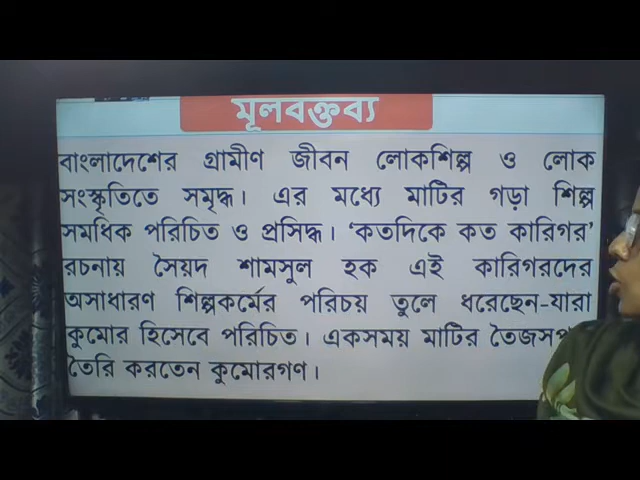 মূলবক্তব্য
বাংলাদেশের গ্রামীণ জীবন লোকশিল্প ও লোক
সংস্কৃতিতে সমৃদ্ধ। এর মধ্যে মাটির গড়া শিল্প
সমধিক পরিচিত ও প্রসিদ্ধ। ‘কতদিকে কত কারিগর’
রচনায় সৈয়দ শামসুল হক এই কারিগরদের
অসাধারণ শিল্পকর্মের পরিচয় তুলে ধরেছেন-যারা
কুমোর হিসেবে পরিচিত। একসময় মাটির
তৈরি করতেন কুমোরগণ।